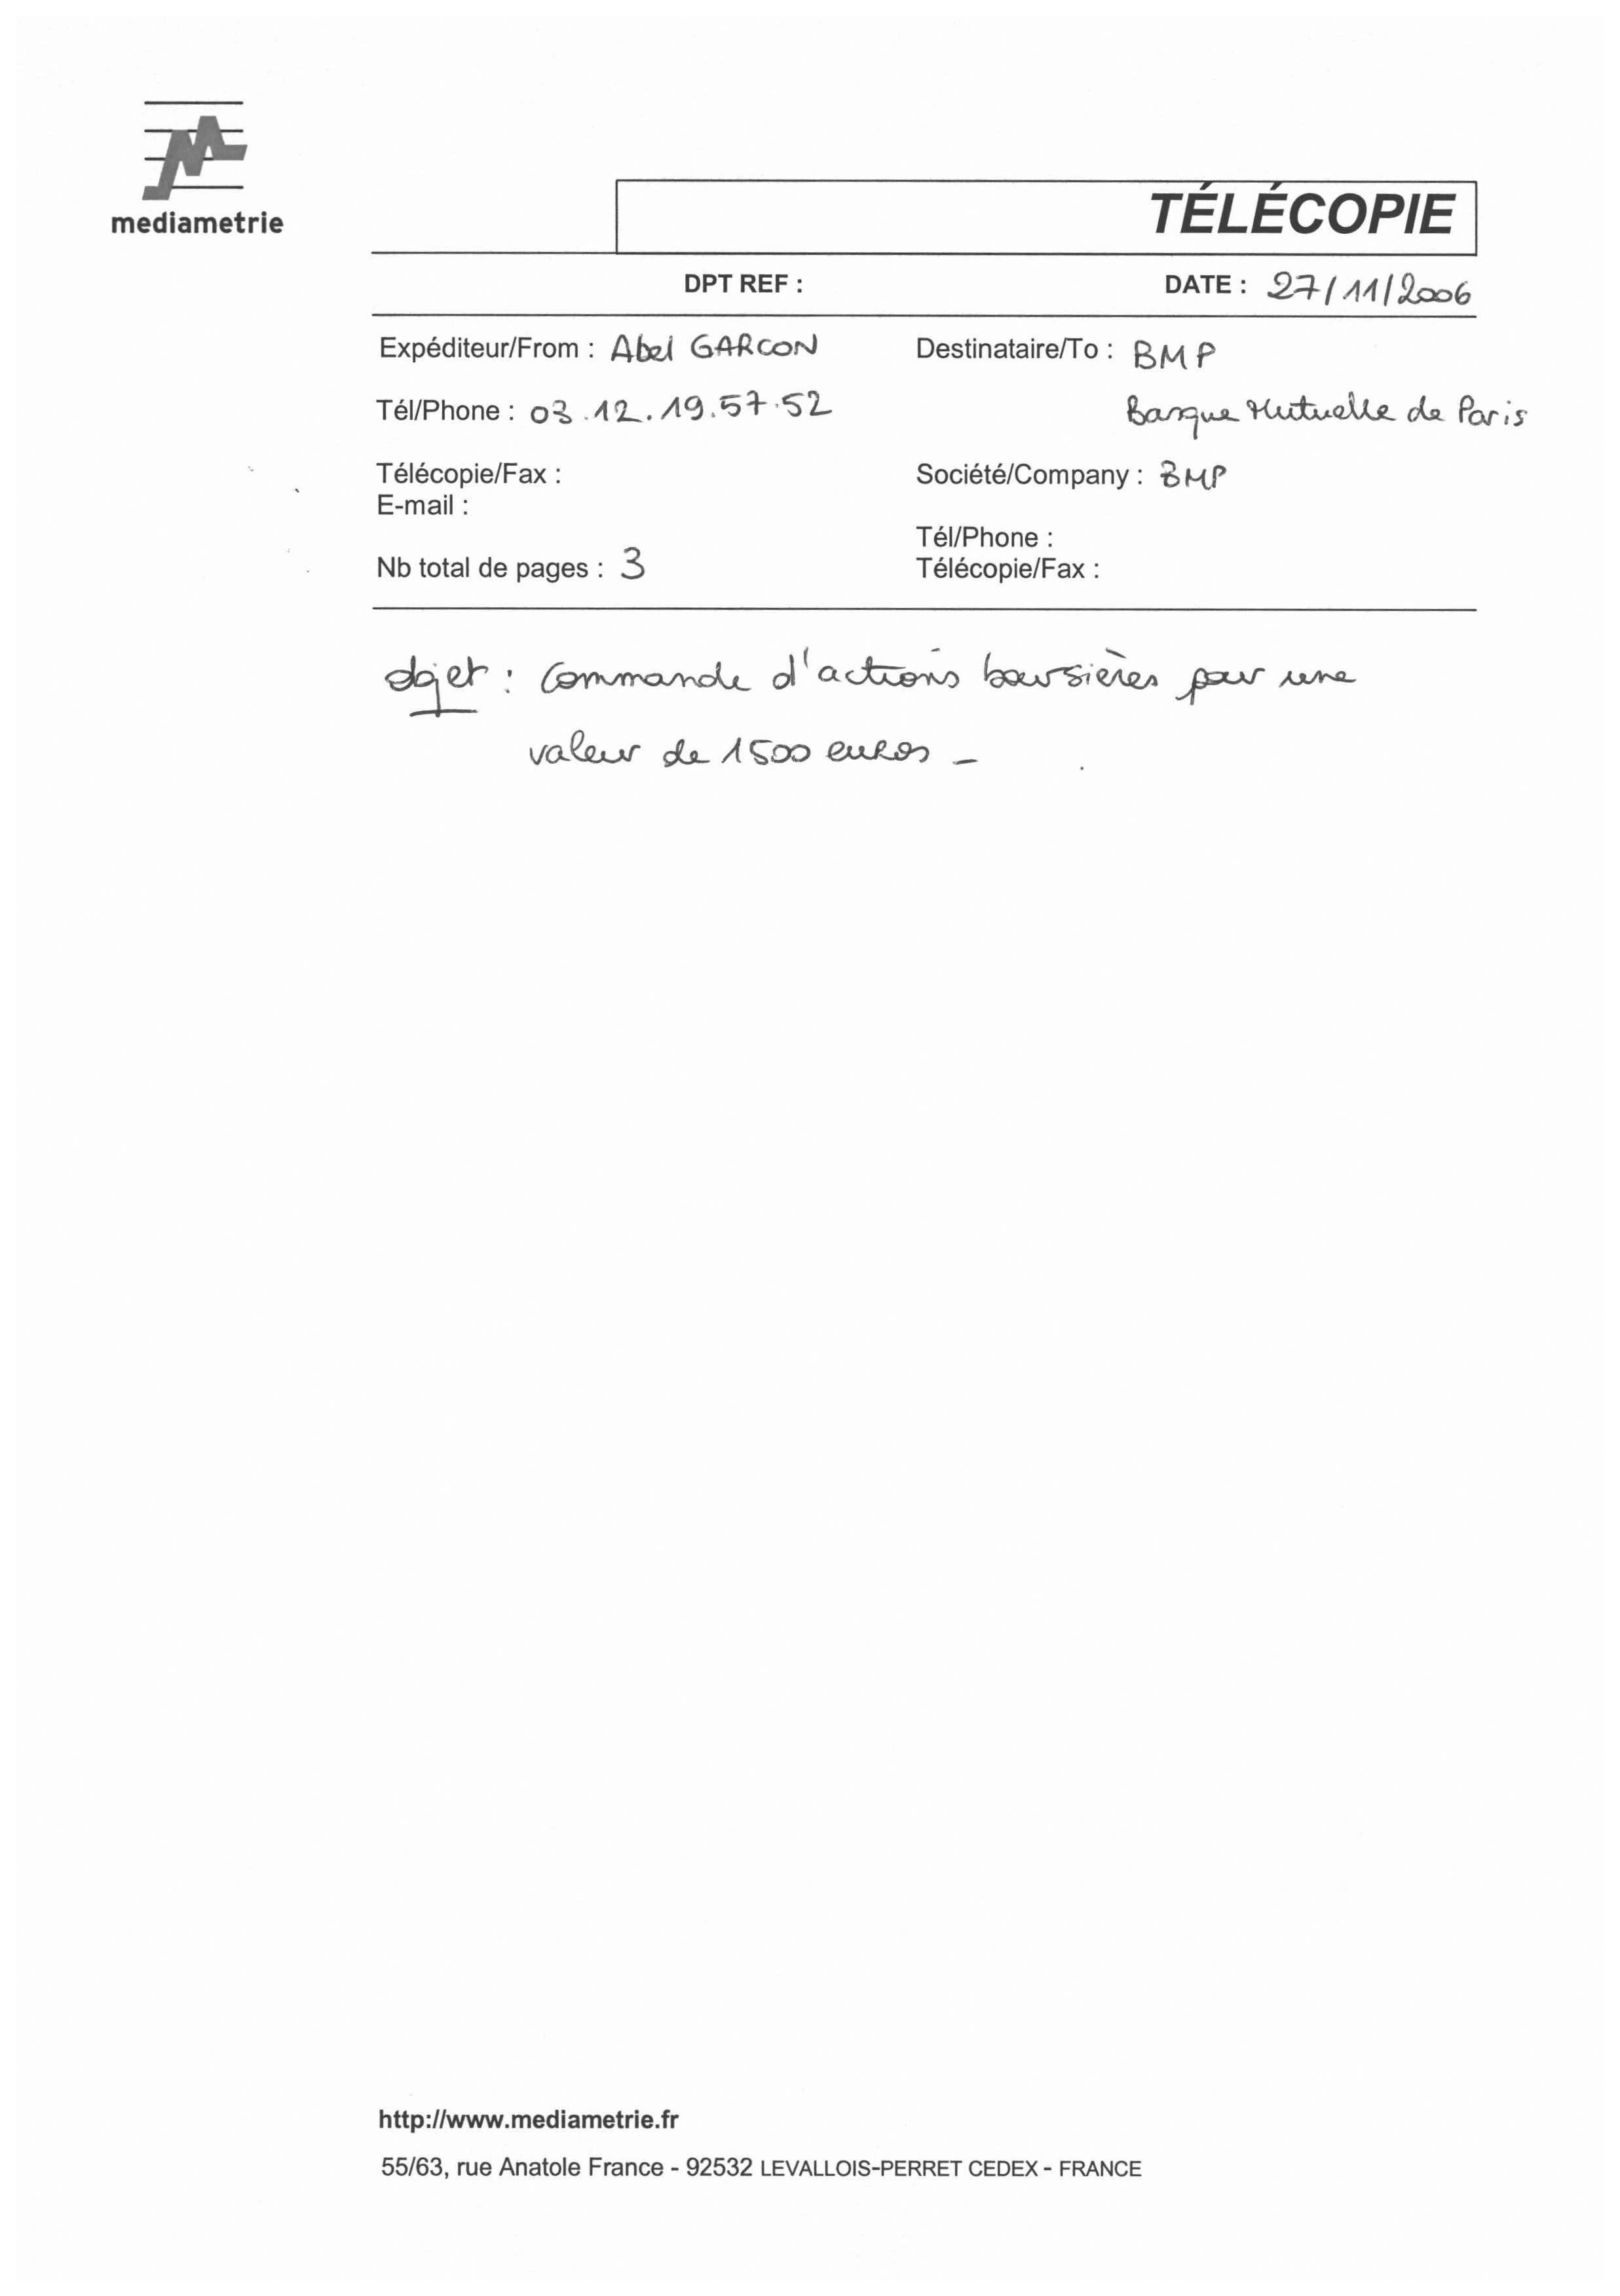 mediametrie
TÉLÉCOPIE
DPT REF :
DATE : 27/11/2006
Expéditeur/From : Abel GARCON
Destinataire/To : BMP
Tél/Phone : 03.12.19.57.52
Banque Mutuelle de Paris
Télécopie/Fax :
Société/Company : BMP
E-mail :
Tél/Phone :
Nb total de pages : 3
Télécopie/Fax :
objet : Commande d'actions boursières pour une
valeur de 1500 euros -
http://www.mediametrie.fr
55/63, rue Anatole France - 92532 LEVALLOIS-PERRET CEDEX - FRANCE